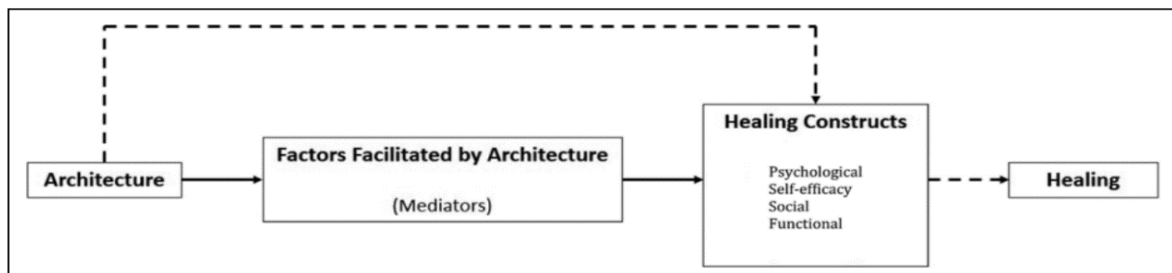 Architecture
Factors Facilitated by Architecture
(Mediators)
Healing Constructs
Psychological
Self-efficacy
Social
Functional
Healing